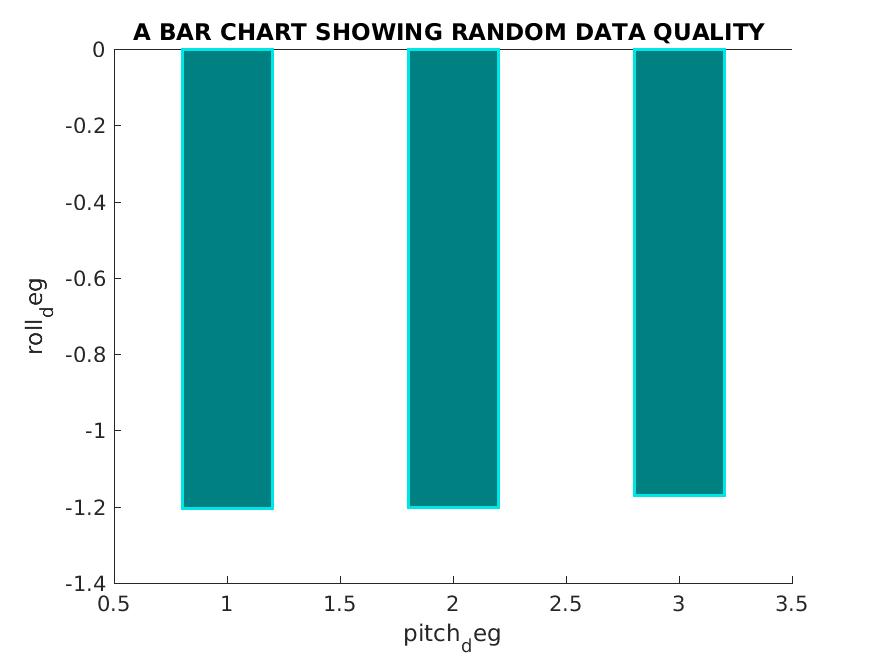 A BAR CHART SHOWING RANDOM DATA QUALITY
0
-0.2
-0.4
-0.6
-0.8
-1
-1.2
-1.4
roll_deg
0.5 1 1.5 2 2.5 3 3.5
pitch_deg